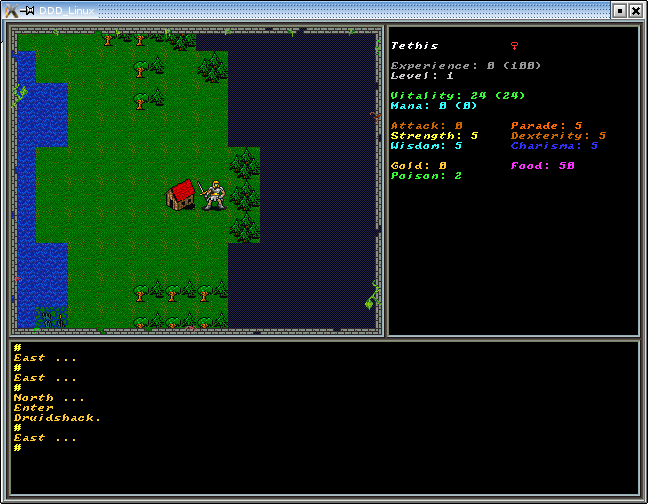 DDD_Linux
Tethis ♀
Experience: 0 (100)
Level: 1
Vitality: 24 (24)
Mana: 0 (0)
Attack: 0 Parade: 5
Strength: 5 Dexterity: 5
Wisdom: 5 Charisma: 5
Gold: 0 Food: 50
Poison: 2
#
East ...
#
East ...
#
North ...
Enter
Druidshack.
#
East ...
#